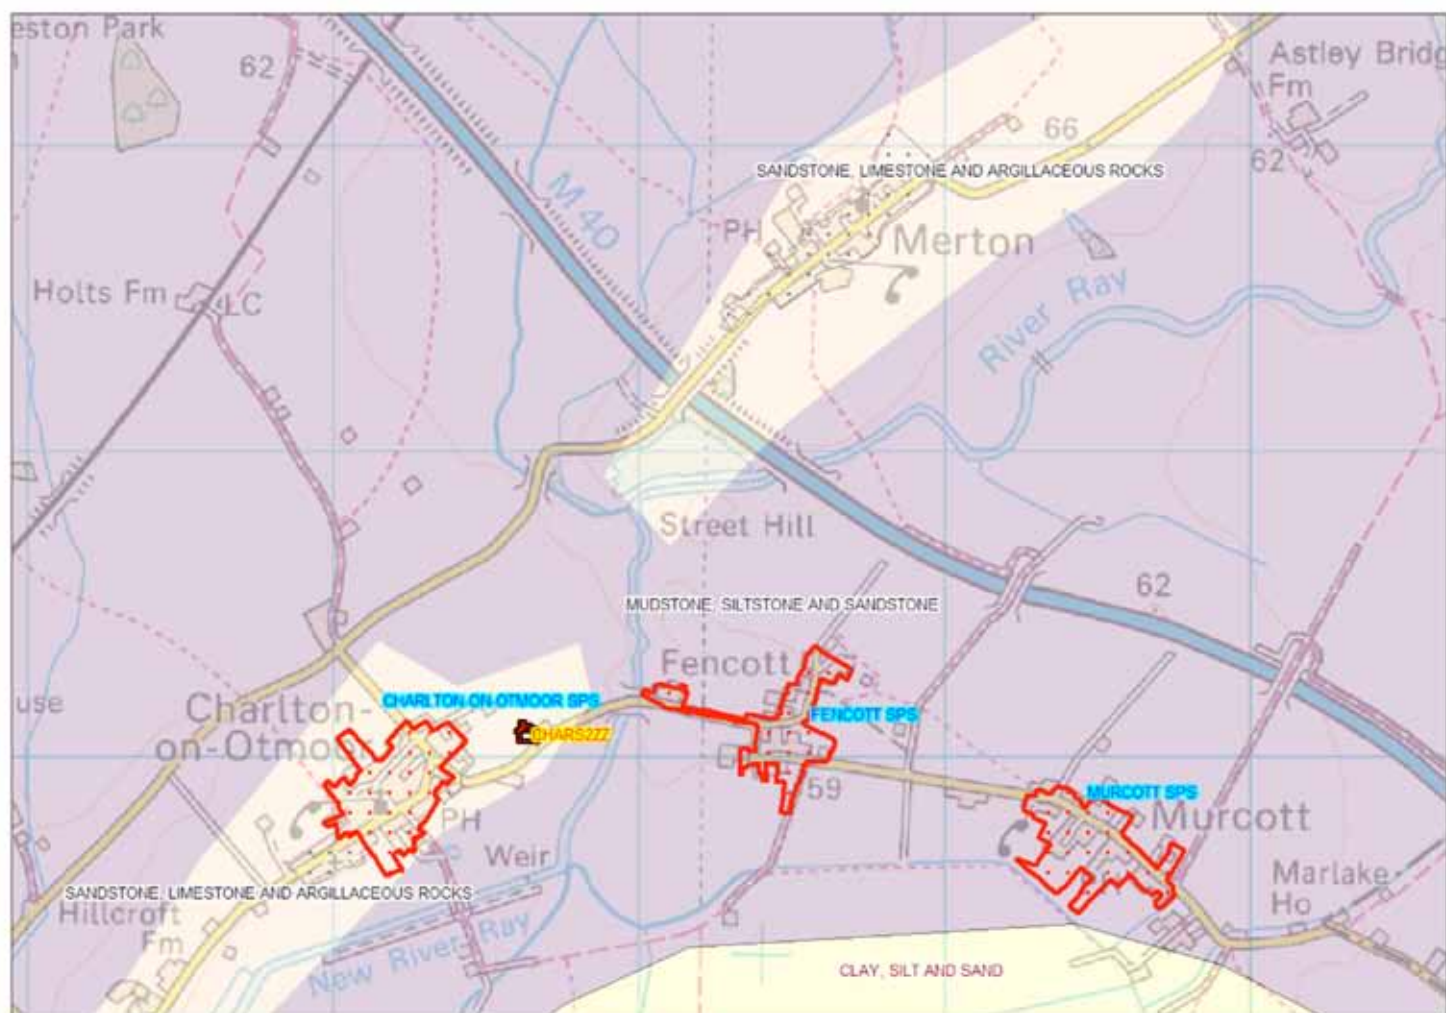 eston Park
62
Astley Bridg
Fm
66
62
SANDSTONE, LIMESTONE AND ARGILLACEOUS ROCKS
M 40
PH
Merton
Holts Fm
LC
River Ray
Street Hill
62
MUDSTONE, SILTSTONE AND SANDSTONE
Fencott
use
Charlton-
on-Otmoo
CHARLTON ON OTMOOR SPS
CHARS2ZZ
FENCOTT SPS
59
MURCOTT SPS
Murcott
PH
Weir
SANDSTONE, LIMESTONE AND ARGILLACEOUS ROCKS
Hillcroft
Fm
Marlake
Ho
New River Ray
CLAY, SILT AND SAND